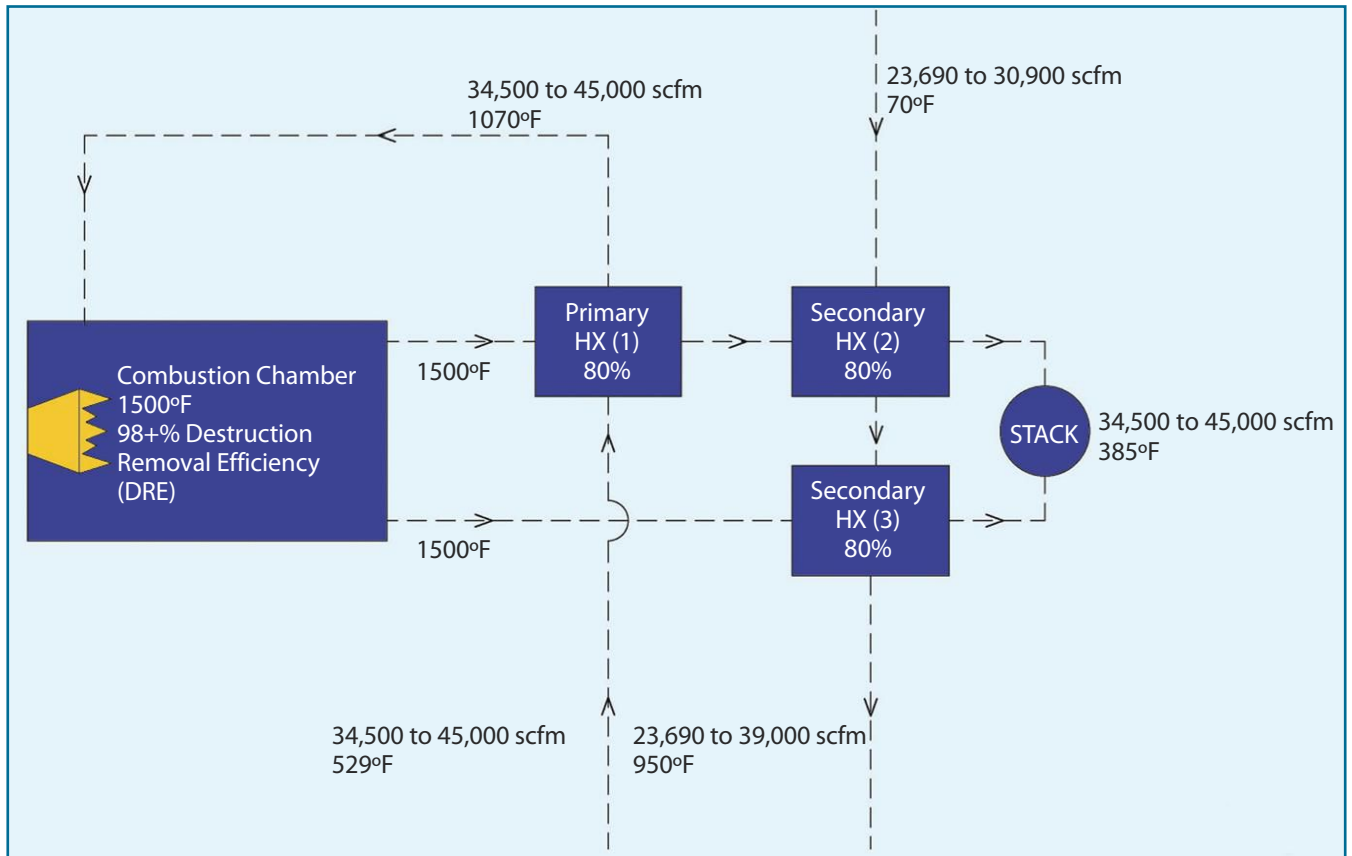 34,500 to 45,000 scfm
1070ºF
23,690 to 30,900 scfm
70ºF
Combustion Chamber
1500ºF
98+% Destruction
Removal Efficiency
(DRE)
1500ºF
1500ºF
Primary
HX (1)
80%
Secondary
HX (2)
80%
Secondary
HX (3)
80%
STACK
34,500 to 45,000 scfm
385ºF
34,500 to 45,000 scfm
529ºF
23,690 to 39,000 scfm
950ºF